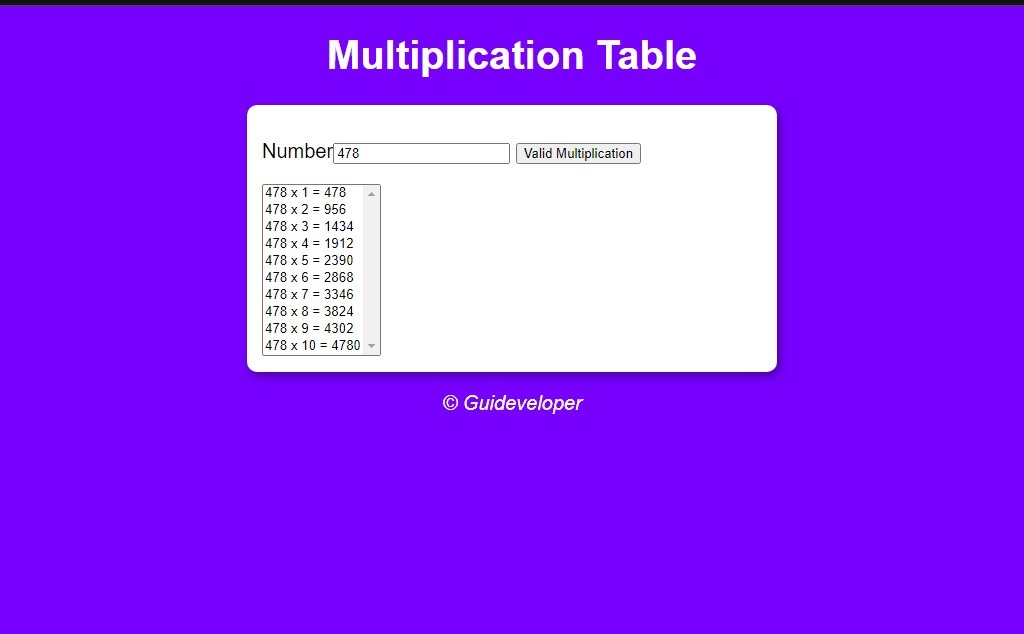 Multiplication Table
Number 478 Valid Multiplication
478 x 1 = 478
478 x 2 = 956
478 x 3 = 1434
478 x 4 = 1912
478 x 5 = 2390
478 x 6 = 2868
478 x 7 = 3346
478 x 8 = 3824
478 x 9 = 4302
478 x 10 = 4780
© Guideveloper